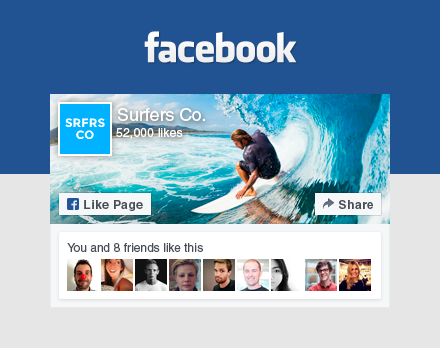 facebook
SRFRS
CO
Surfers Co.
52,000 likes
Like Page
Share
You and 8 friends like this